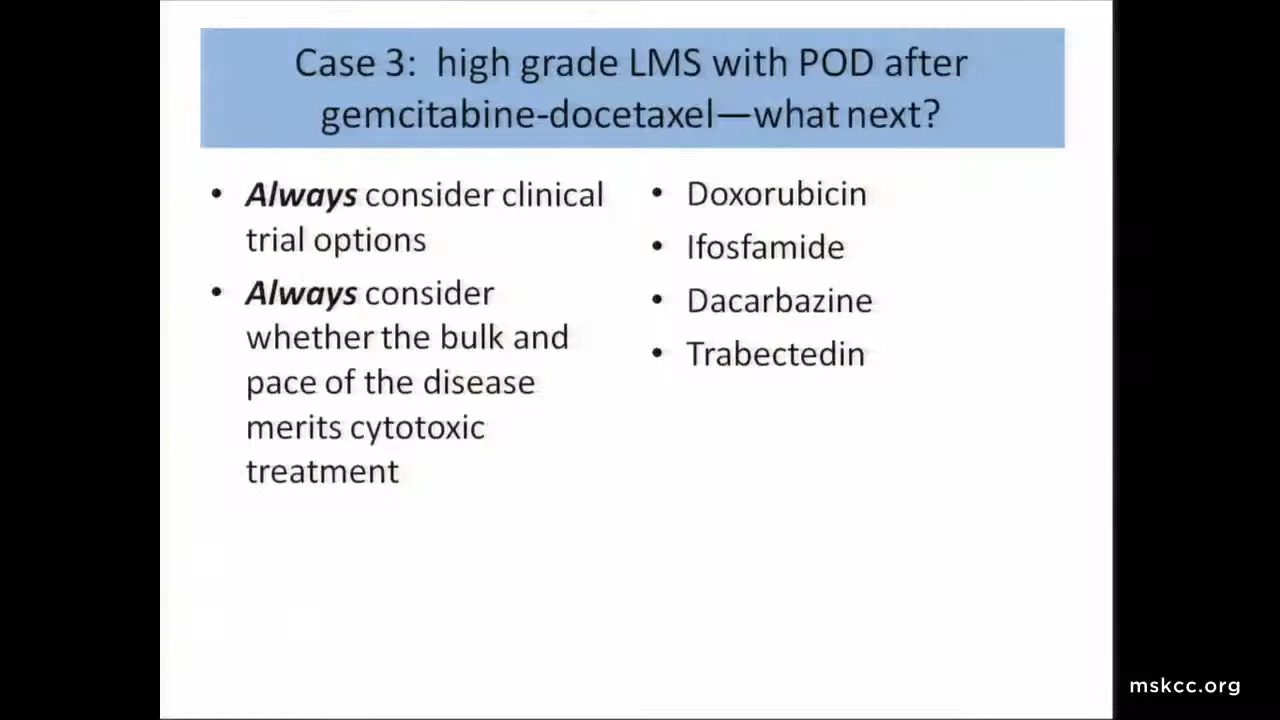 Case 3:  high grade LMS with POD after
gemcitabine-docetaxel—what next?
• Always consider clinical
trial options
• Always consider
whether the bulk and
pace of the disease
merits cytotoxic
treatment
• Doxorubicin
• Ifosfamide
• Dacarbazine
• Trabectedin
mskcc.org